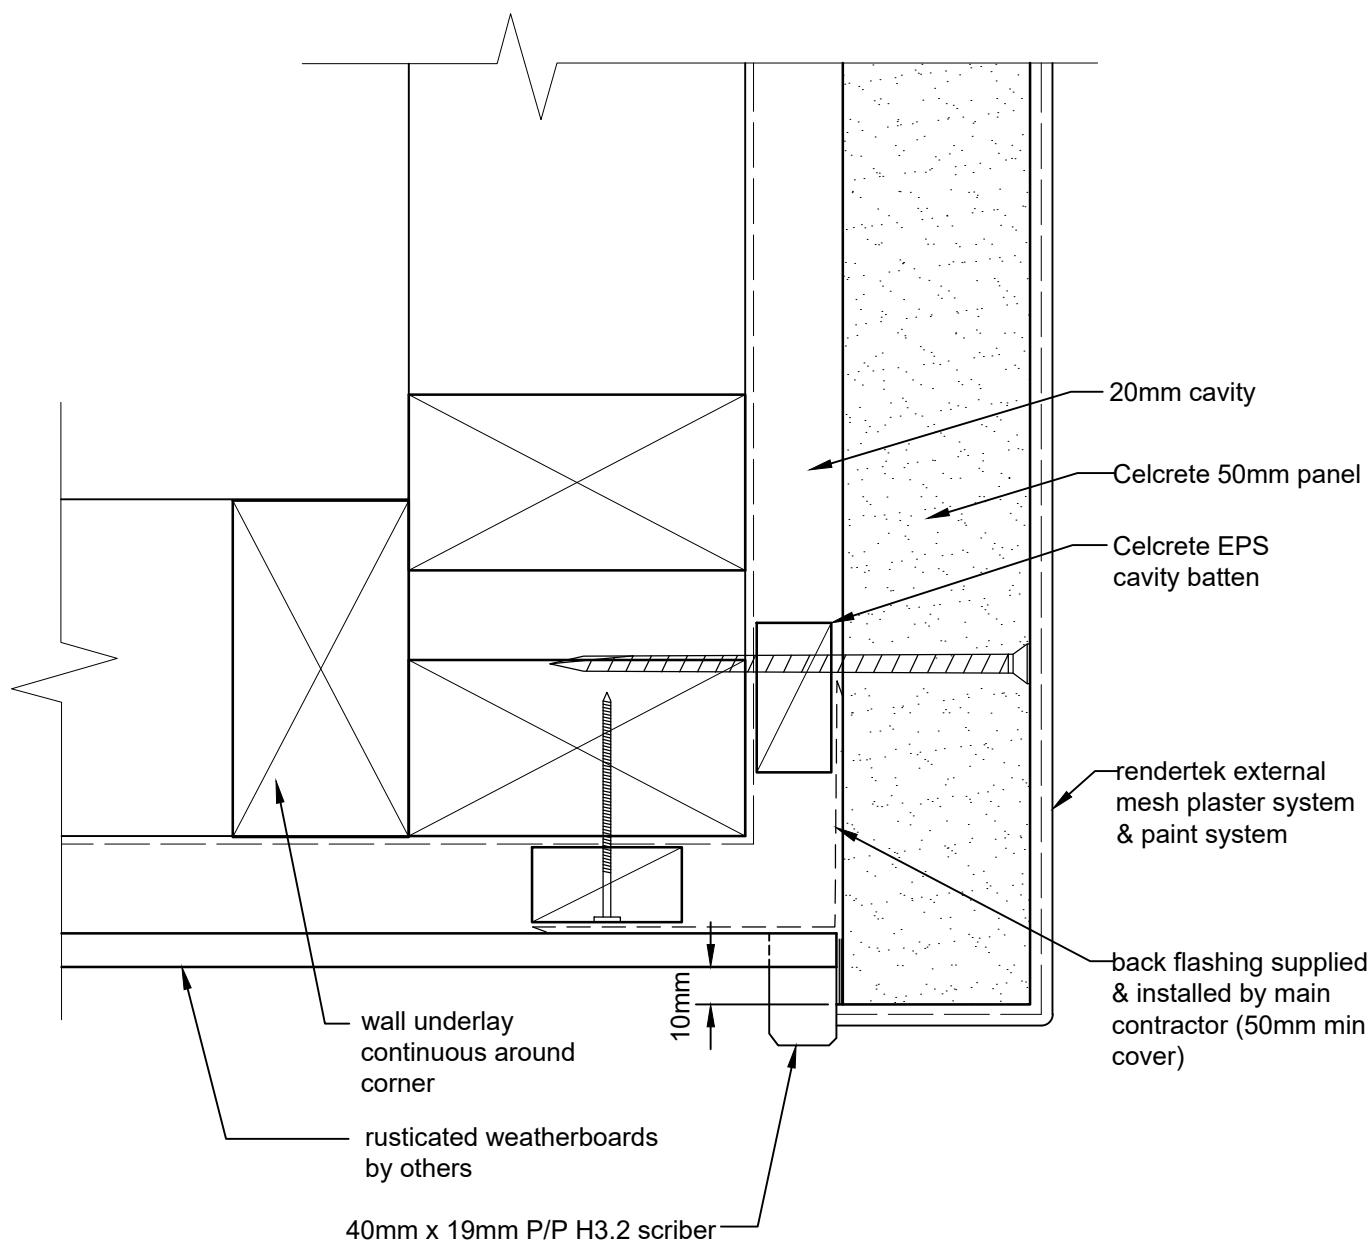 20mm cavity
Celcrete 50mm panel
Celcrete EPS
cavity batten
rendertek external
mesh plaster system
& paint system
back flashing supplied
& installed by main
contractor (50mm min
cover)
10mm
wall underlay
continuous around
corner
rusticated weatherboards
by others
40mm x 19mm P/P H3.2 scriber